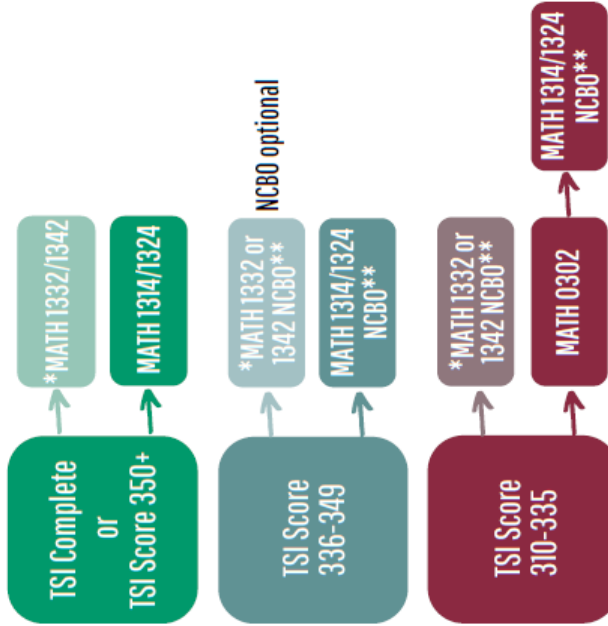 TSI Complete
or
TSI Score 350+
*MATH 1332/1342
MATH 1314/1324
TSI Score
336-349
*MATH 1332 or
1342 NCBO**
NCBO optional
MATH 1314/1324
NCBO**
TSI Score
310-335
*MATH 1332 or
1342 NCBO**
MATH 0302
MATH 1314/1324
NCBO**